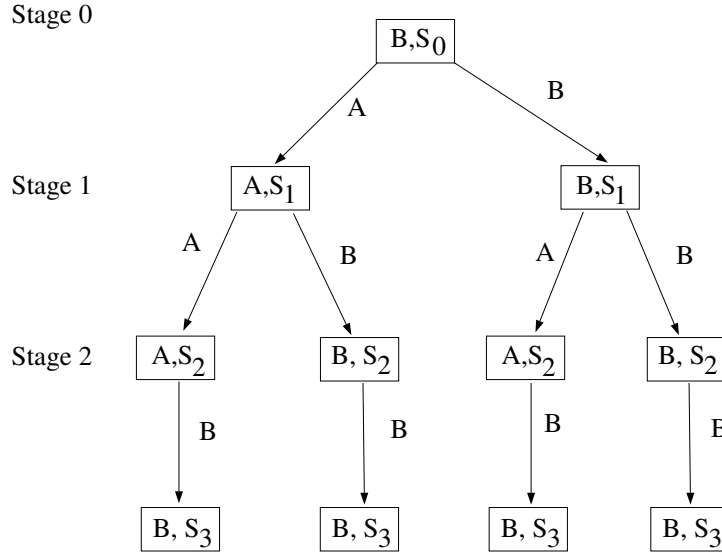 Stage 0
B,S0
A
B
Stage 1
A,S1
B,S1
A
B
A
B
Stage 2
A,S2
B, S2
A,S2
B, S2
B
B
B
B
B, S3
B, S3
B, S3
B, S3